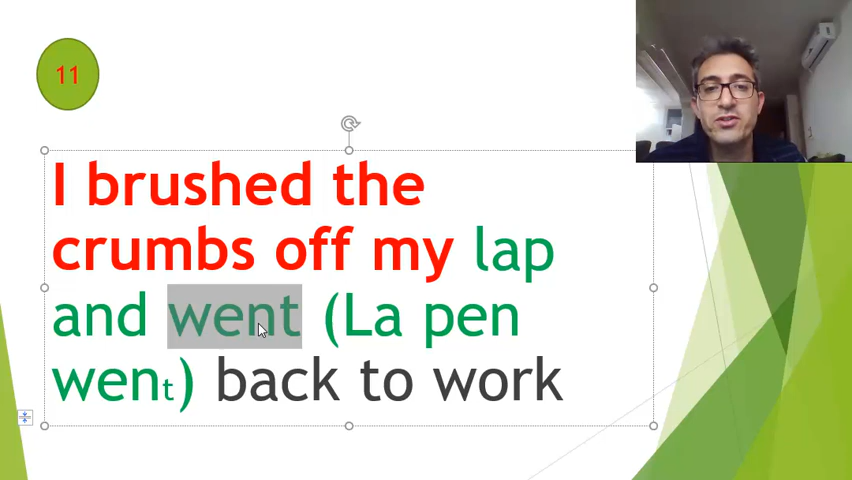 11
I brushed the
crumbs off my lap
and went (La pen
went) back to work